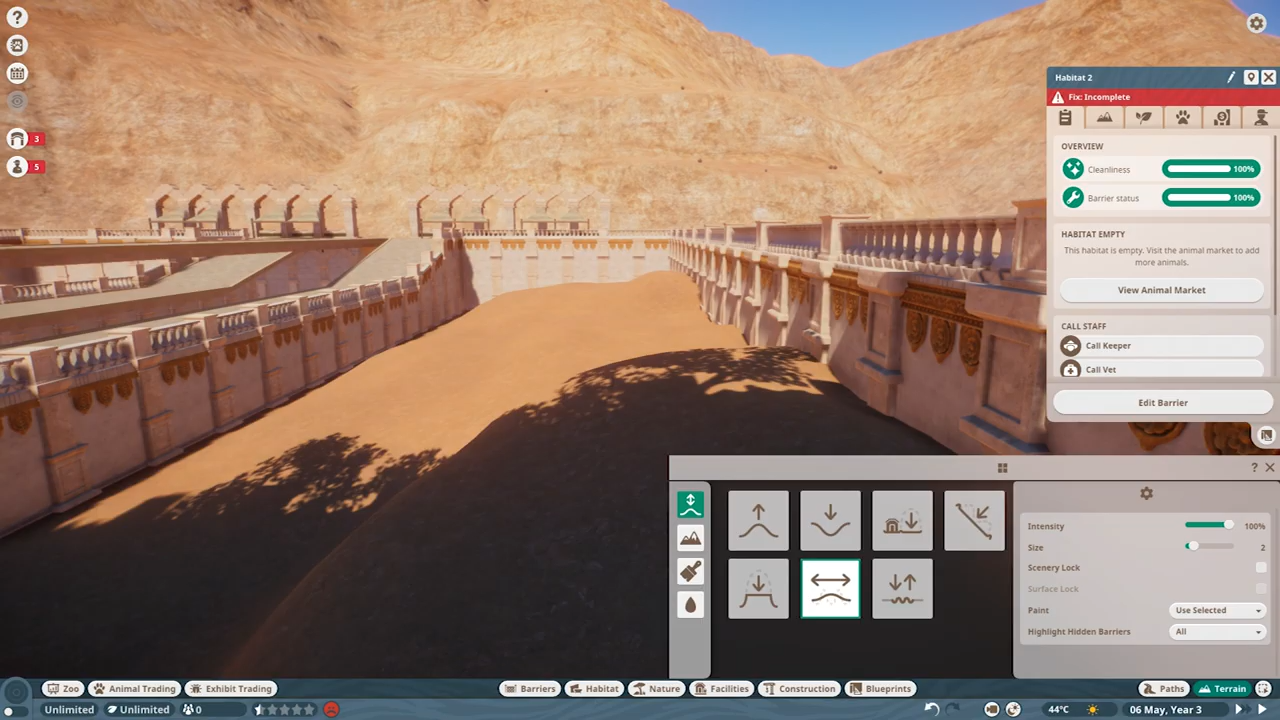 ?
Habitat 2
Fix: Incomplete
3
5
OVERVIEW
Cleanliness 100%
Barrier status 100%
HABITAT EMPTY
This habitat is empty. Visit the animal market to add
more animals.
View Animal Market
CALL STAFF
Call Keeper
Call Vet
Edit Barrier
?
Intensity 100%
Size 2
Scenery Lock
Surface Lock
Paint Use Selected
Highlight Hidden Barriers All
Zoo Animal Trading Exhibit Trading Barriers Habitat Nature Facilities Construction Blueprints Paths Terrain
Unlimited Unlimited 0 44°C 06 May, Year 3